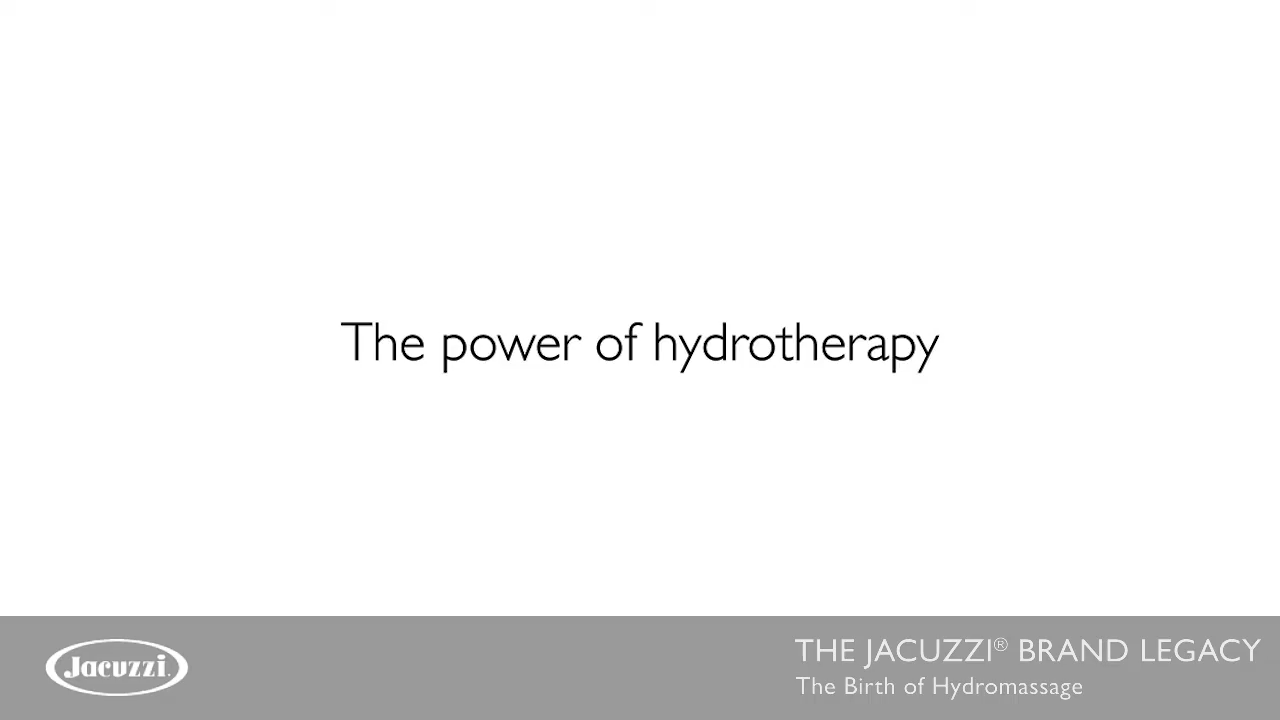 The power of hydrotherapy
Jacuzzi.
THE JACUZZI® BRAND LEGACY
The Birth of Hydromassage